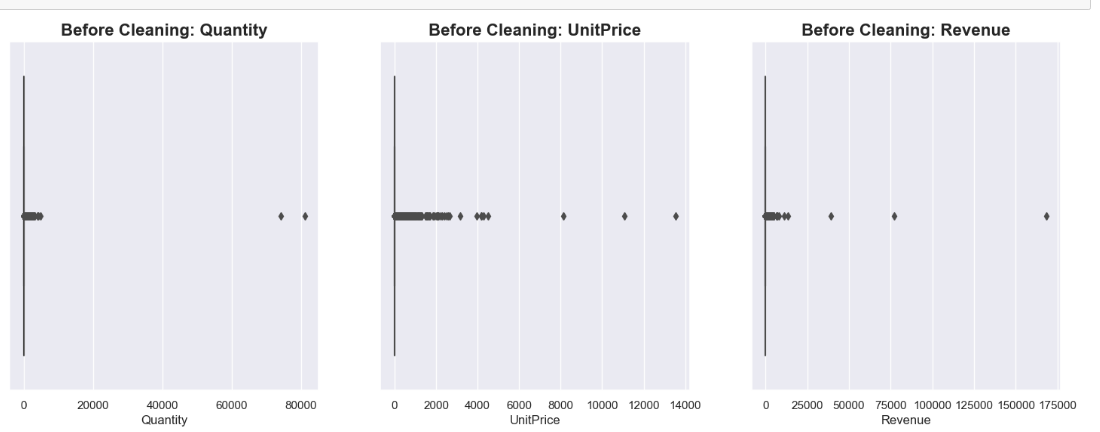 Before Cleaning: Quantity
Before Cleaning: UnitPrice
Before Cleaning: Revenue
0 20000 40000 60000 80000
0 2000 4000 6000 8000 10000 12000 14000
0 25000 50000 75000 100000 125000 150000 175000
Quantity
UnitPrice
Revenue